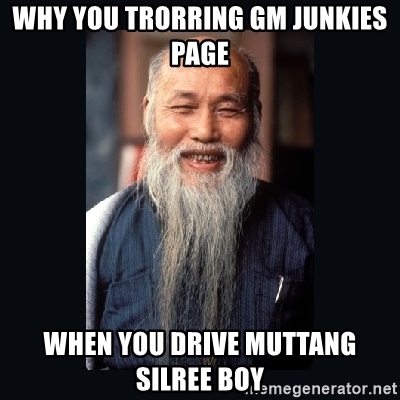 WHY YOU TRORRING GM JUNKIES
PAGE
WHEN YOU DRIVE MUTTANG
SILREE BOY
memegenerator.net